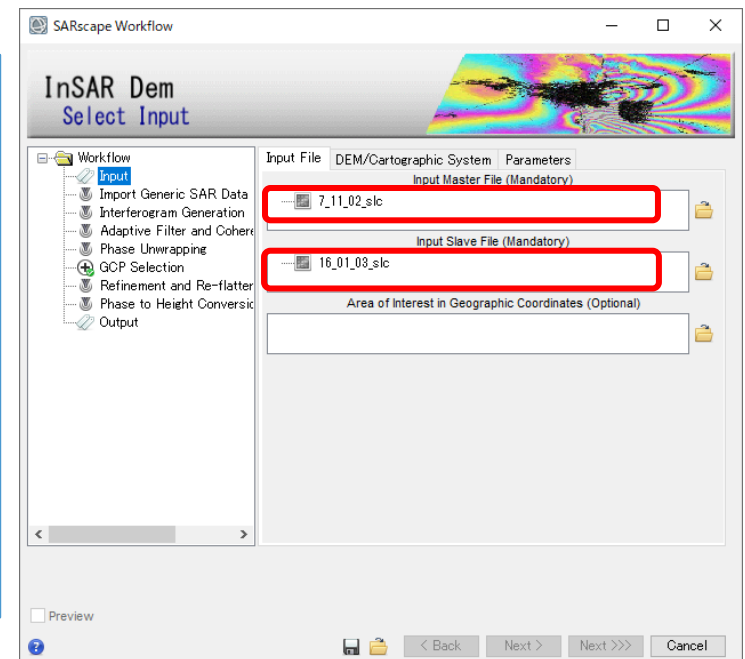 SARscape Workflow
InSAR Dem
Select Input
Workflow
Input
Import Generic SAR Data
Interferogram Generation
Adaptive Filter and Cohere
Phase Unwrapping
GCP Selection
Refinement and Re-flatter
Phase to Height Conversic
Output
Input File
DEM/Cartographic System
Parameters
Input Master File (Mandatory)
7_11_02_slc
Input Slave File (Mandatory)
16_01_03_slc
Area of Interest in Geographic Coordinates (Optional)
Preview
< Back
Next >
Next >>>
Cancel